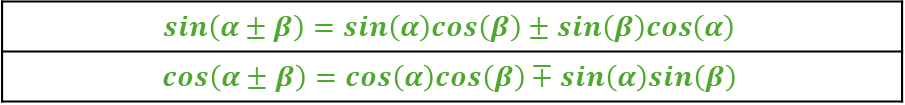 sin(α ± β) = sin(α)cos(β) ± sin(β)cos(α)
cos(α ± β) = cos(α)cos(β) ∓ sin(α)sin(β)